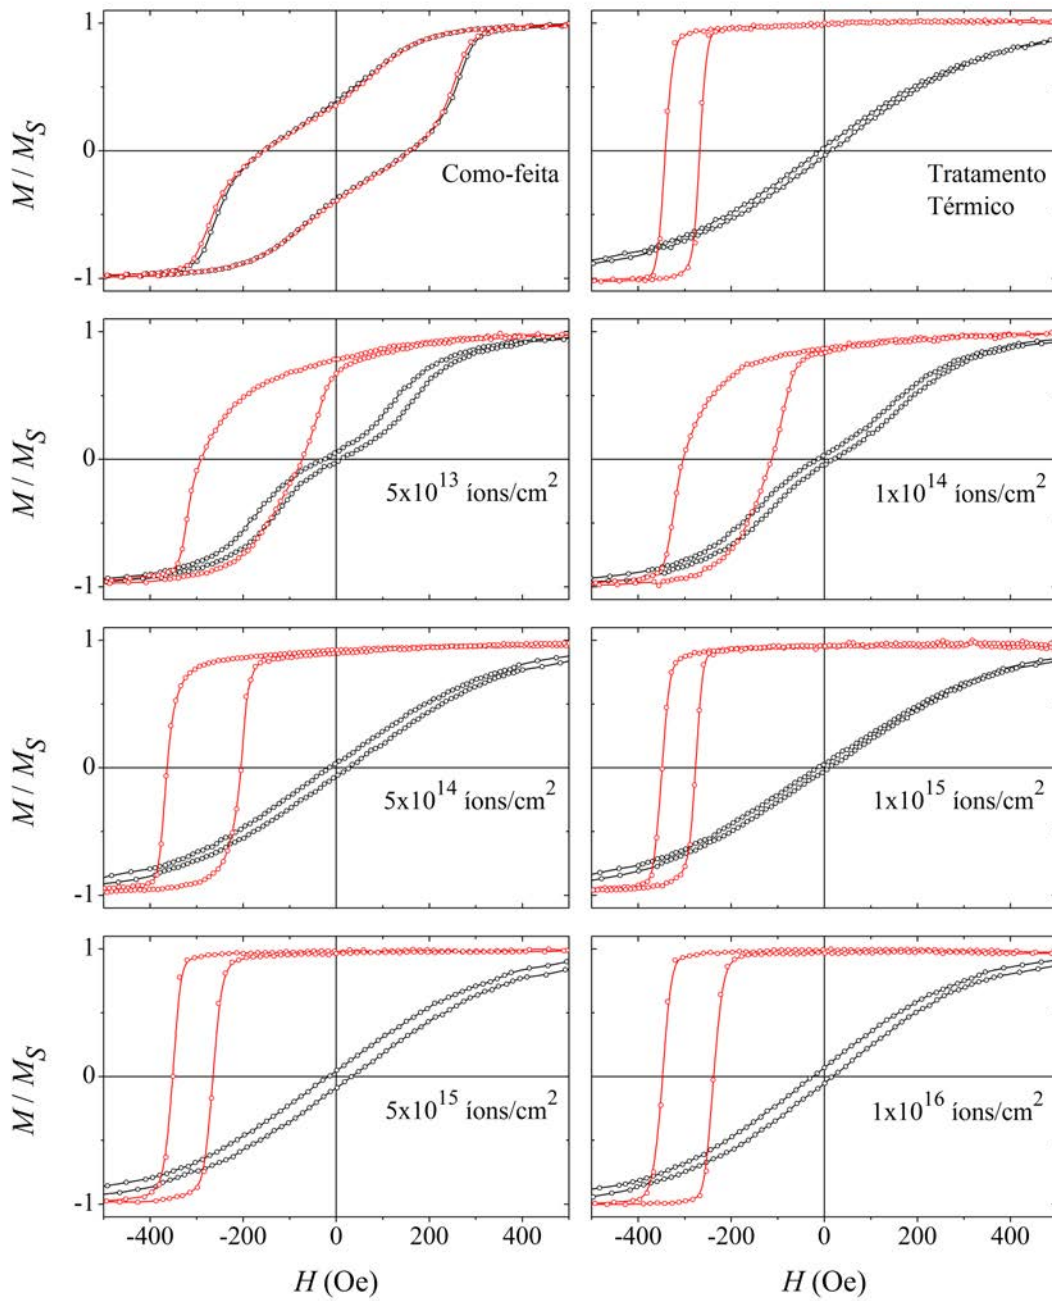 M / M_S
1
0
-1
Como-feita
Tratamento
Térmico
M / M_S
1
0
-1
5x10^13 íons/cm^2
1x10^14 íons/cm^2
M / M_S
1
0
-1
5x10^14 íons/cm^2
1x10^15 íons/cm^2
M / M_S
1
0
-1
5x10^15 íons/cm^2
1x10^16 íons/cm^2
-400 -200 0 200 400 -400 -200 0 200 400
H (Oe) H (Oe)